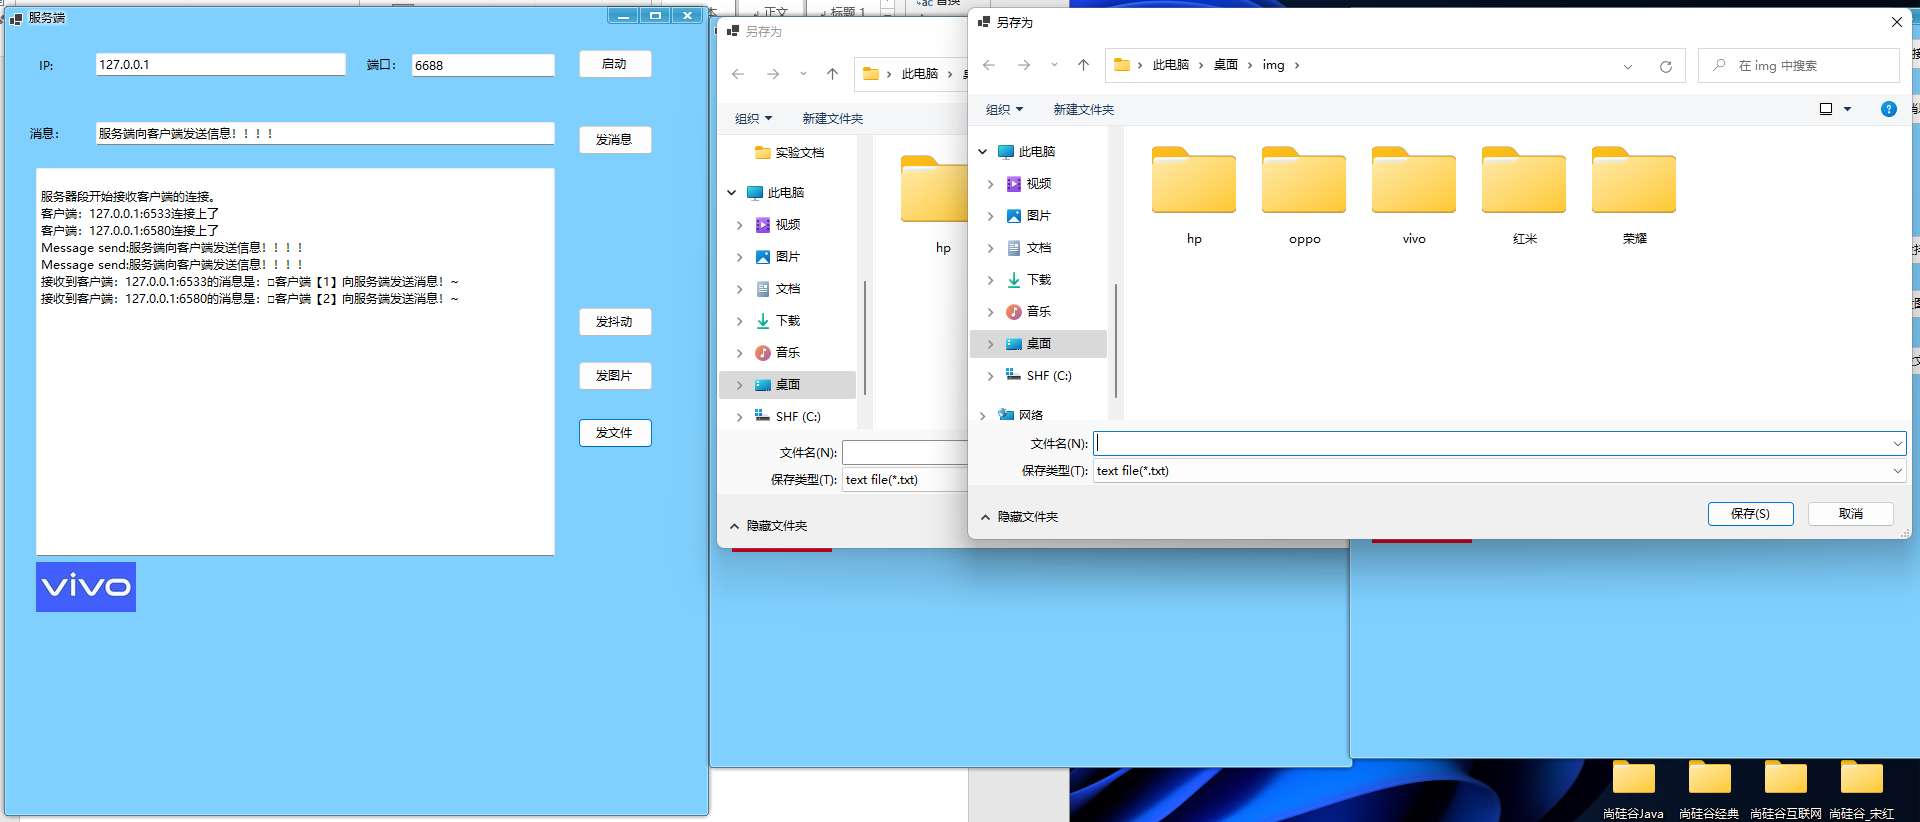 服务端
IP:
127.0.0.1
端口：
6688
启动
消息：
服务端向客户端发送信息！！！！
发消息
服务器段开始接收客户端的连接。
客户端：127.0.0.1:6533连接上了
客户端：127.0.0.1:6580连接上了
Message send:服务端向客户端发送信息！！！！
Message send:服务端向客户端发送信息！！！！
接收到客户端：127.0.0.1:6533的消息是：□客户端【1】向服务端发送消息！~
接收到客户端：127.0.0.1:6580的消息是：□客户端【2】向服务端发送消息！~
发抖动
发图片
发文件
vivo
正文
标题 1
另存为
此电脑
组织
新建文件夹
实验文档
此电脑
视频
图片
文档
下载
音乐
桌面
SHF (C:)
hp
文件名(N):
保存类型(T):
text file(*.txt)
隐藏文件夹
另存为
此电脑
桌面
img
在 img 中搜索
组织
新建文件夹
此电脑
视频
图片
文档
下载
音乐
桌面
SHF (C:)
网络
hp
oppo
vivo
红米
荣耀
文件名(N):
保存类型(T):
text file(*.txt)
隐藏文件夹
保存(S)
取消
尚硅谷Java
尚硅谷经典
尚硅谷互联网
尚硅谷_宋红